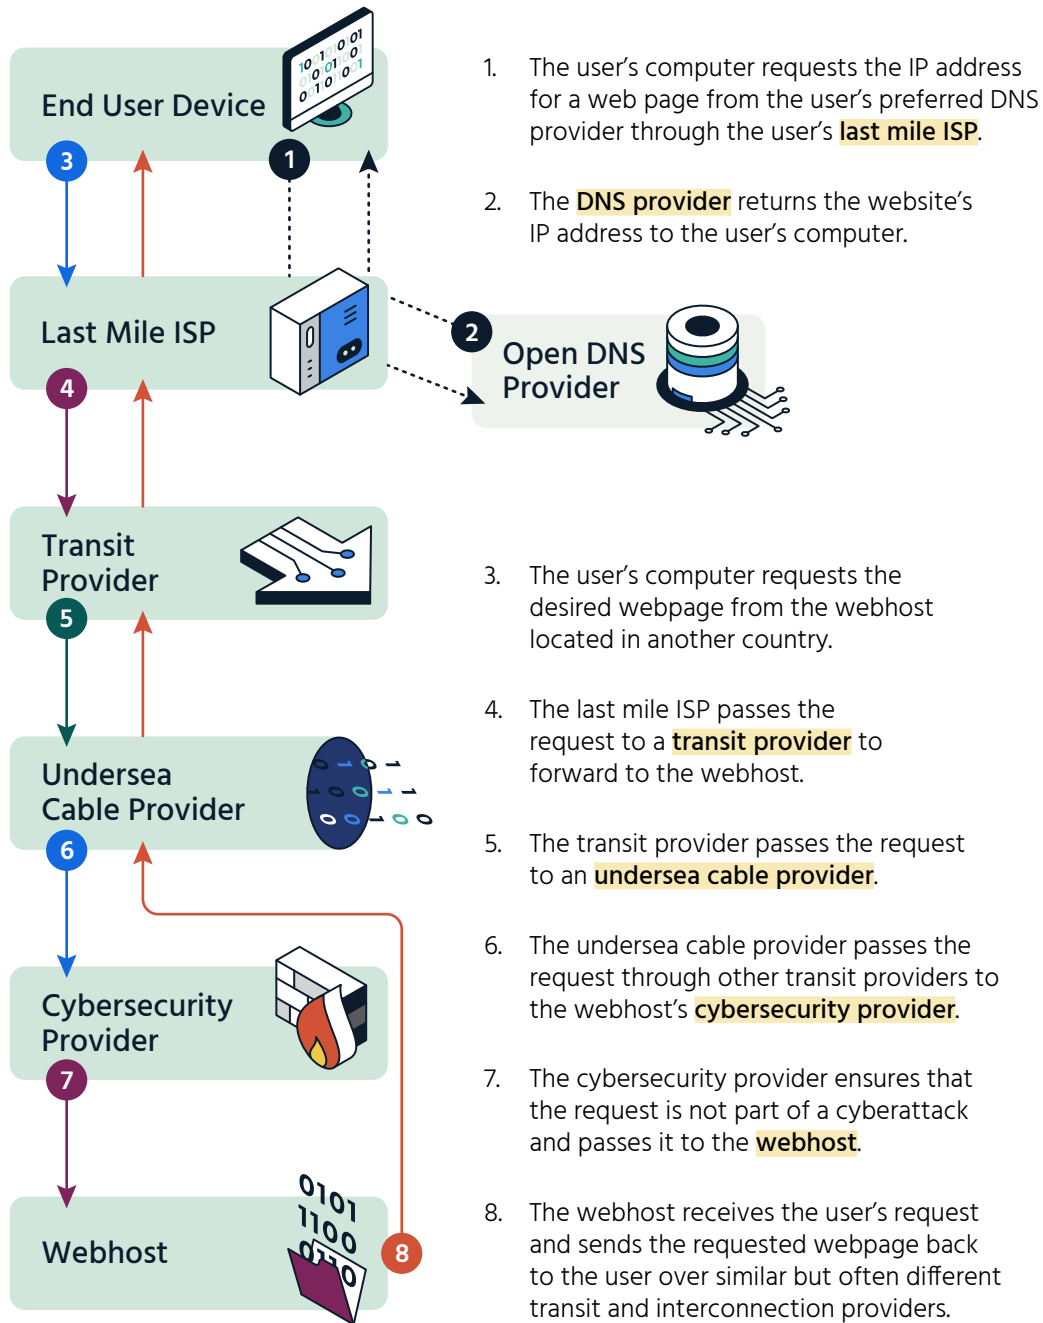 End User Device
1. The user's computer requests the IP address
for a web page from the user's preferred DNS
provider through the user's last mile ISP.
3
1
2. The DNS provider returns the website's
IP address to the user's computer.
Last Mile ISP
2
Open DNS
Provider
4
Transit
Provider
5
3. The user's computer requests the
desired webpage from the webhost
located in another country.
4. The last mile ISP passes the
request to a transit provider to
forward to the webhost.
Undersea
Cable Provider
6
5. The transit provider passes the request
to an undersea cable provider.
6. The undersea cable provider passes the
request through other transit providers to
the webhost's cybersecurity provider.
Cybersecurity
Provider
7
7. The cybersecurity provider ensures that
the request is not part of a cyberattack
and passes it to the webhost.
0101
1100
0110
Webhost
8
8. The webhost receives the user's request
and sends the requested webpage back
to the user over similar but often different
transit and interconnection providers.